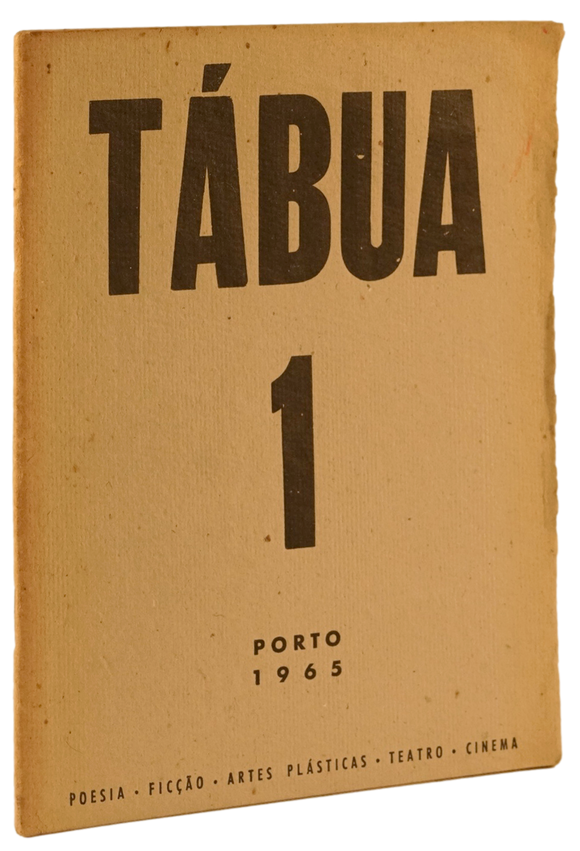 TÁBUA
1
PORTO
1965
POESIA · FICÇÃO · ARTES PLÁSTICAS · TEATRO · CINEMA